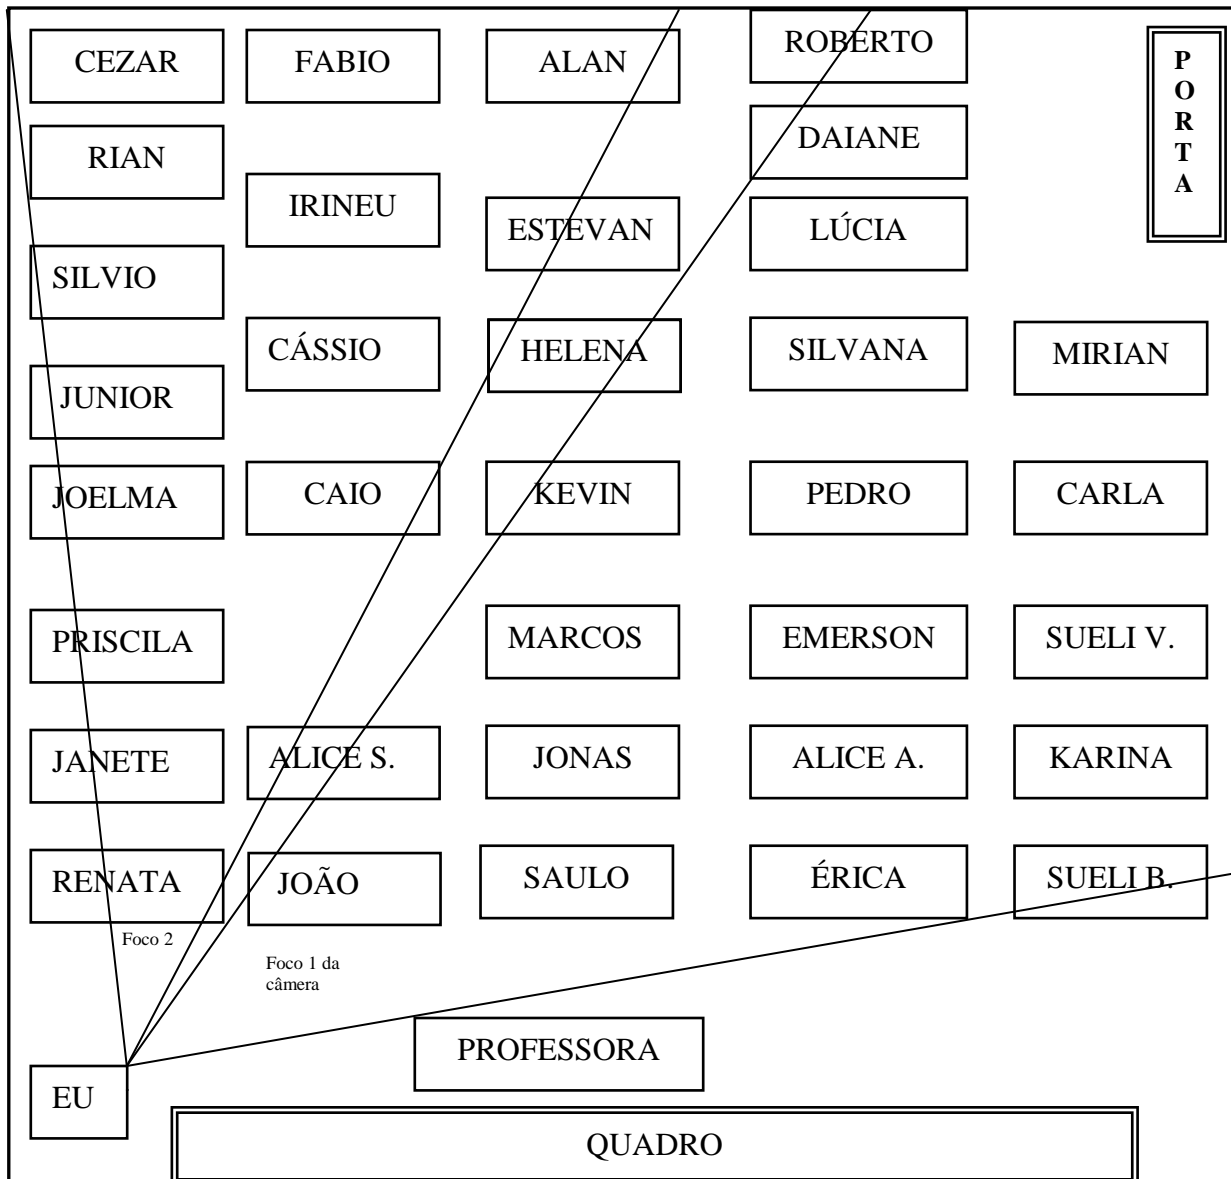 CEZAR
FABIO
ALAN
ROBERTO
PORTA
RIAN
DAIANE
IRINEU
ESTEVAN
LÚCIA
SILVIO
CÁSSIO
HELENA
SILVANA
MIRIAN
JUNIOR
JOELMA
CAIO
KEVIN
PEDRO
CARLA
PRISCILA
MARCOS
EMERSON
SUELI V.
JANETE
ALICE S.
JONAS
ALICE A.
KARINA
RENATA
JOÃO
SAULO
ÉRICA
SUELI B.
Foco 2
Foco 1 da
câmera
PROFESSORA
EU
QUADRO